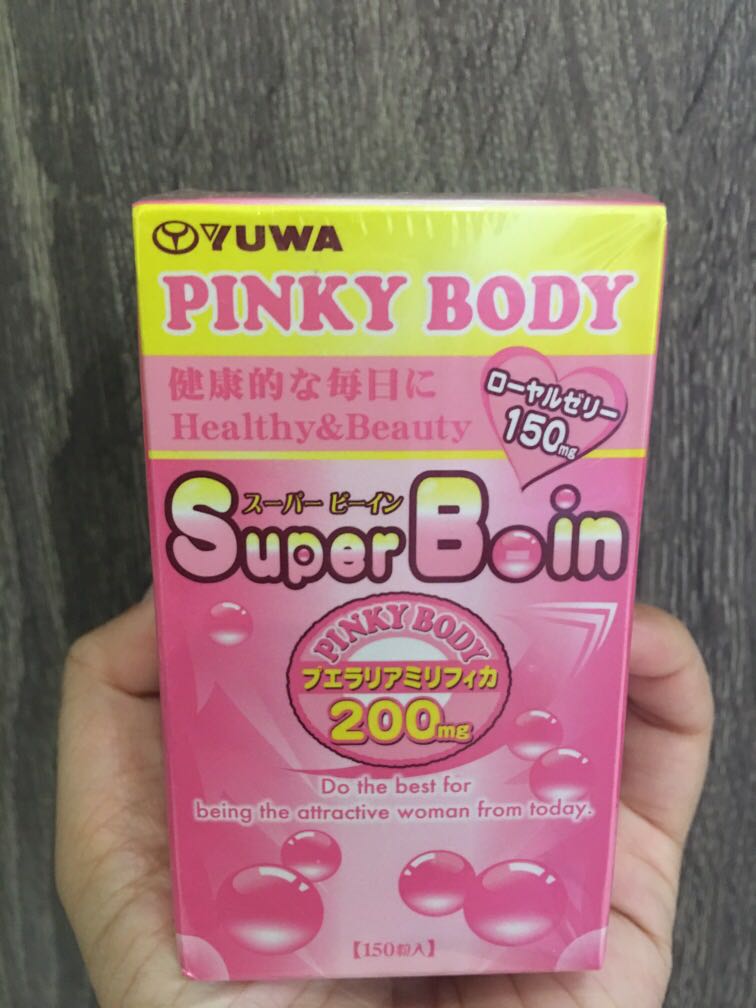 YUWA
PINKY BODY
健康的な毎日に
Healthy&Beauty
ローヤルゼリー
150mg
スーパー ビーイン
Super B-in
PINKY BODY
プエラリアミリフィカ
200mg
Do the best for
being the attractive woman from today.
【150粒入】